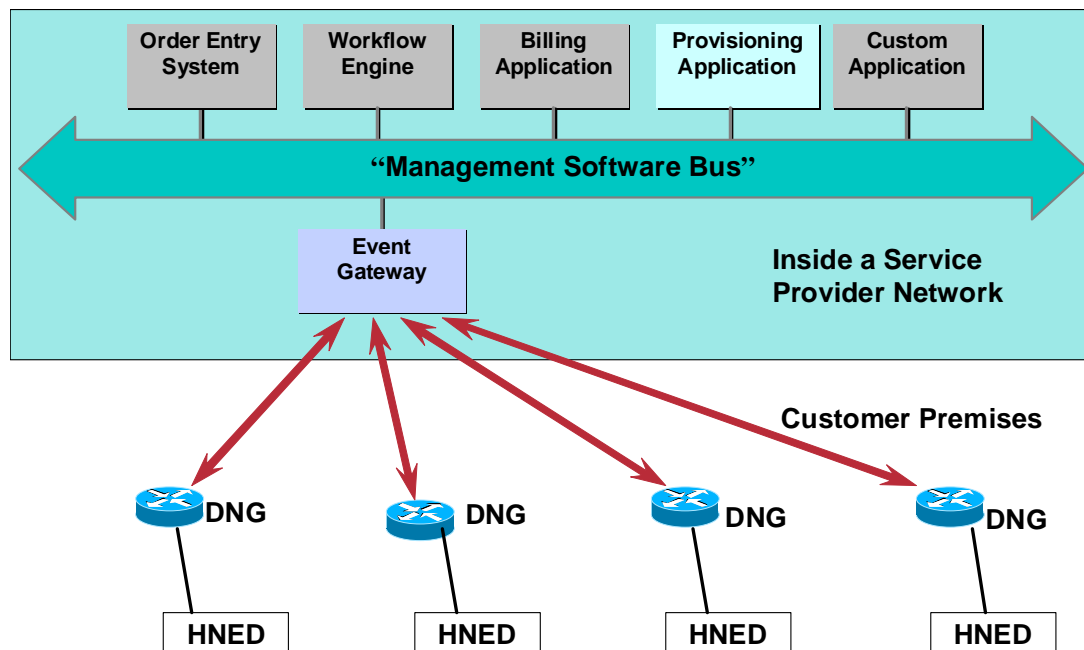 Order Entry
System
Workflow
Engine
Billing
Application
Provisioning
Application
Custom
Application
“Management Software Bus”
Event
Gateway
Inside a Service
Provider Network
Customer Premises
DNG
DNG
DNG
DNG
HNED
HNED
HNED
HNED